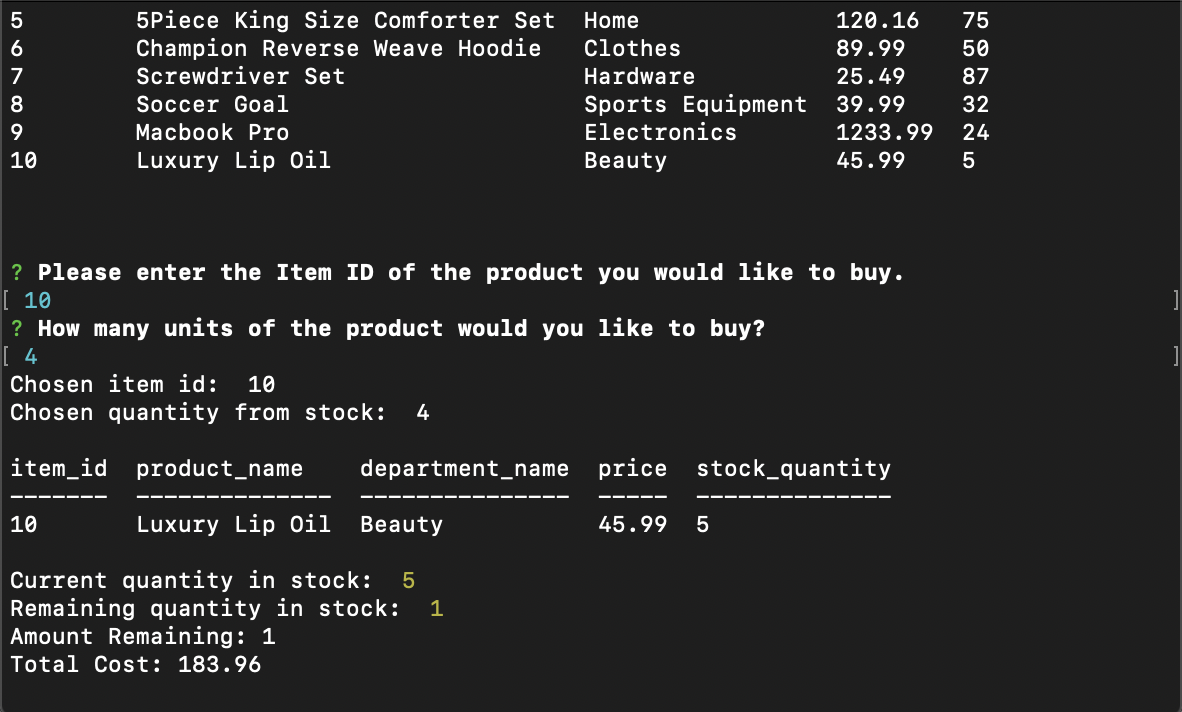 5        5Piece King Size Comforter Set  Home              120.16   75
6        Champion Reverse Weave Hoodie   Clothes           89.99    50
7        Screwdriver Set                 Hardware          25.49    87
8        Soccer Goal                     Sports Equipment  39.99    32
9        Macbook Pro                     Electronics       1233.99  24
10       Luxury Lip Oil                  Beauty            45.99    5
? Please enter the Item ID of the product you would like to buy.
[ 10 ]
? How many units of the product would you like to buy?
[ 4 ]
Chosen item id:  10
Chosen quantity from stock:  4
item_id  product_name    department_name  price  stock_quantity
-------  --------------  ---------------  -----  --------------
10       Luxury Lip Oil  Beauty           45.99  5
Current quantity in stock:  5
Remaining quantity in stock:  1
Amount Remaining: 1
Total Cost: 183.96